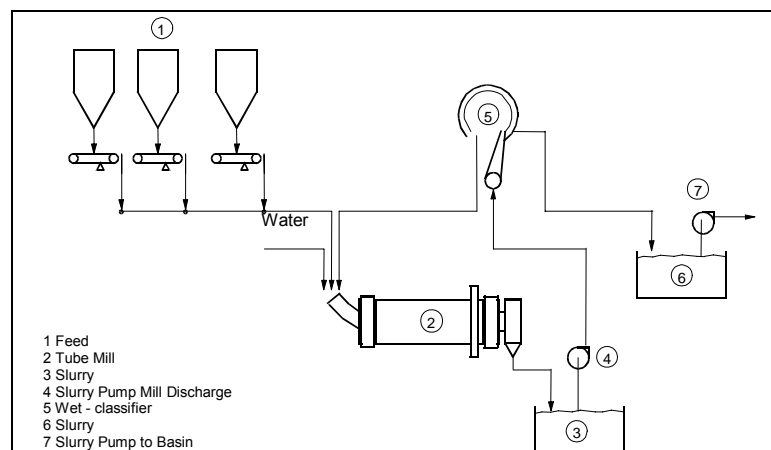 1
5
7
Water
6
2
1 Feed
2 Tube Mill
3 Slurry
4 Slurry Pump Mill Discharge
5 Wet - classifier
6 Slurry
7 Slurry Pump to Basin
4
3